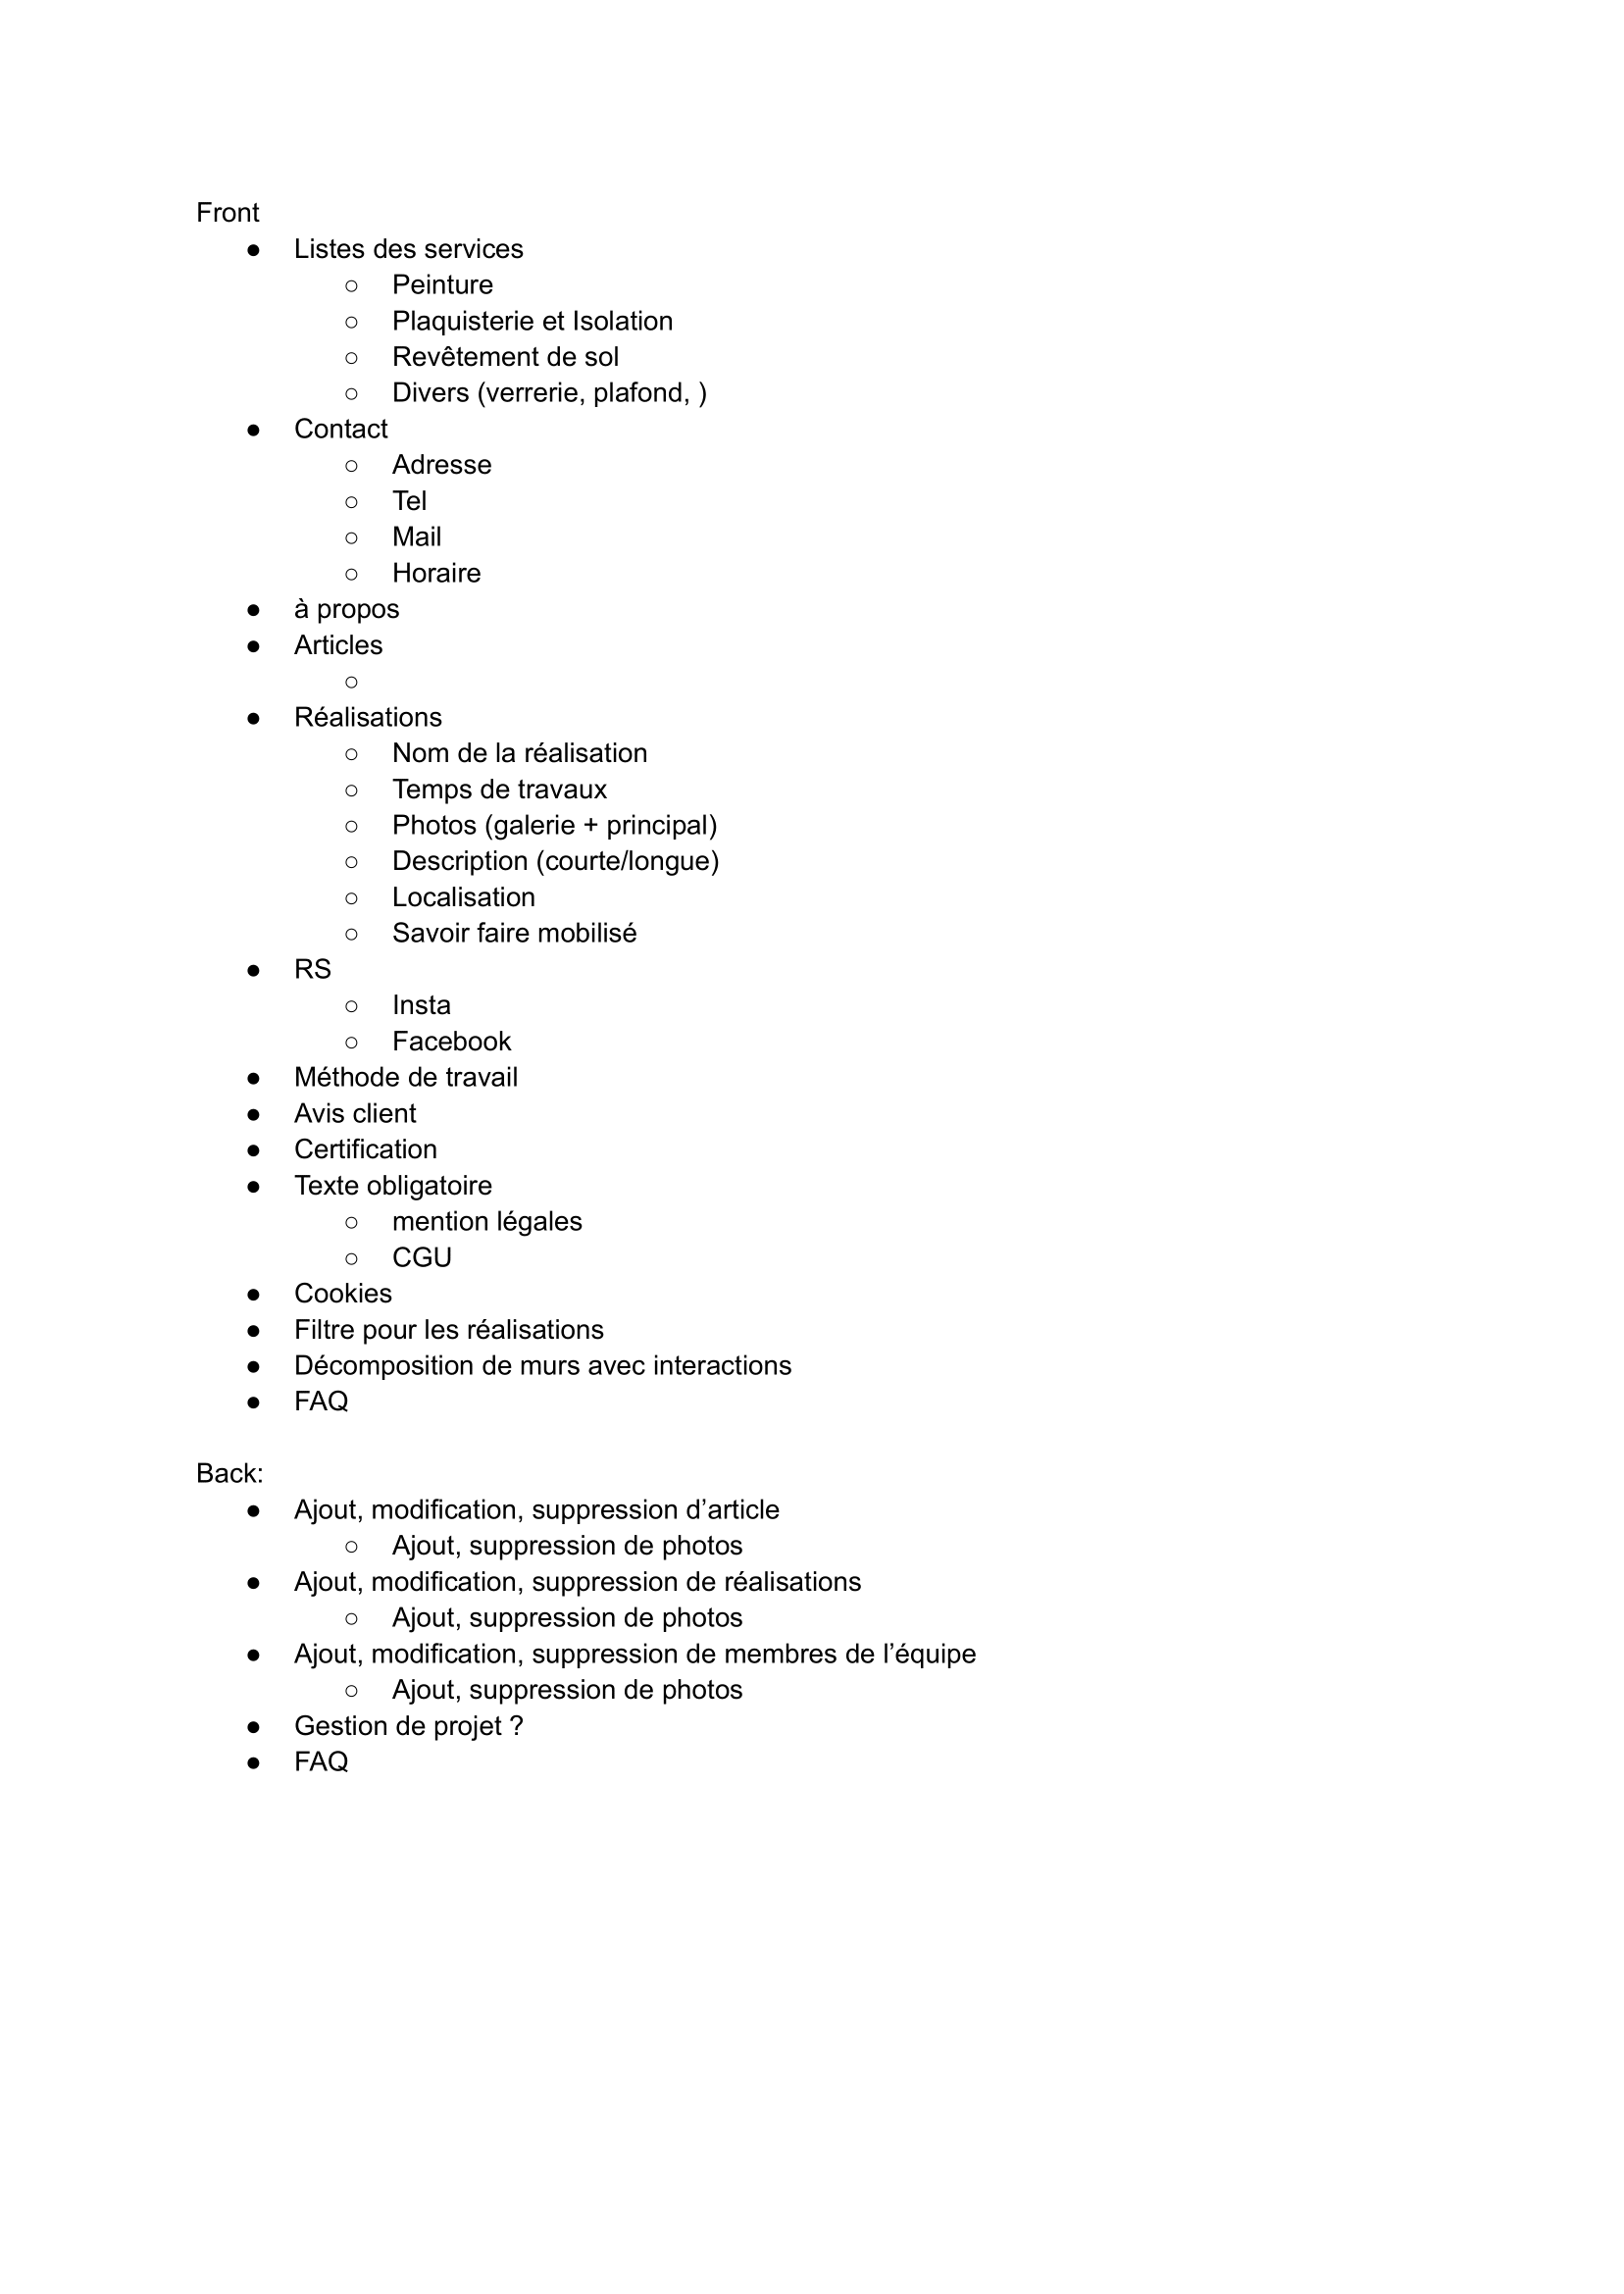 Front
● Listes des services
○ Peinture
○ Plaquisterie et Isolation
○ Revêtement de sol
○ Divers (verrerie, plafond, )
● Contact
○ Adresse
○ Tel
○ Mail
○ Horaire
● à propos
● Articles
○
● Réalisations
○ Nom de la réalisation
○ Temps de travaux
○ Photos (galerie + principal)
○ Description (courte/longue)
○ Localisation
○ Savoir faire mobilisé
● RS
○ Insta
○ Facebook
● Méthode de travail
● Avis client
● Certification
● Texte obligatoire
○ mention légales
○ CGU
● Cookies
● Filtre pour les réalisations
● Décomposition de murs avec interactions
● FAQ
Back:
● Ajout, modification, suppression d’article
○ Ajout, suppression de photos
● Ajout, modification, suppression de réalisations
○ Ajout, suppression de photos
● Ajout, modification, suppression de membres de l’équipe
○ Ajout, suppression de photos
● Gestion de projet ?
● FAQ